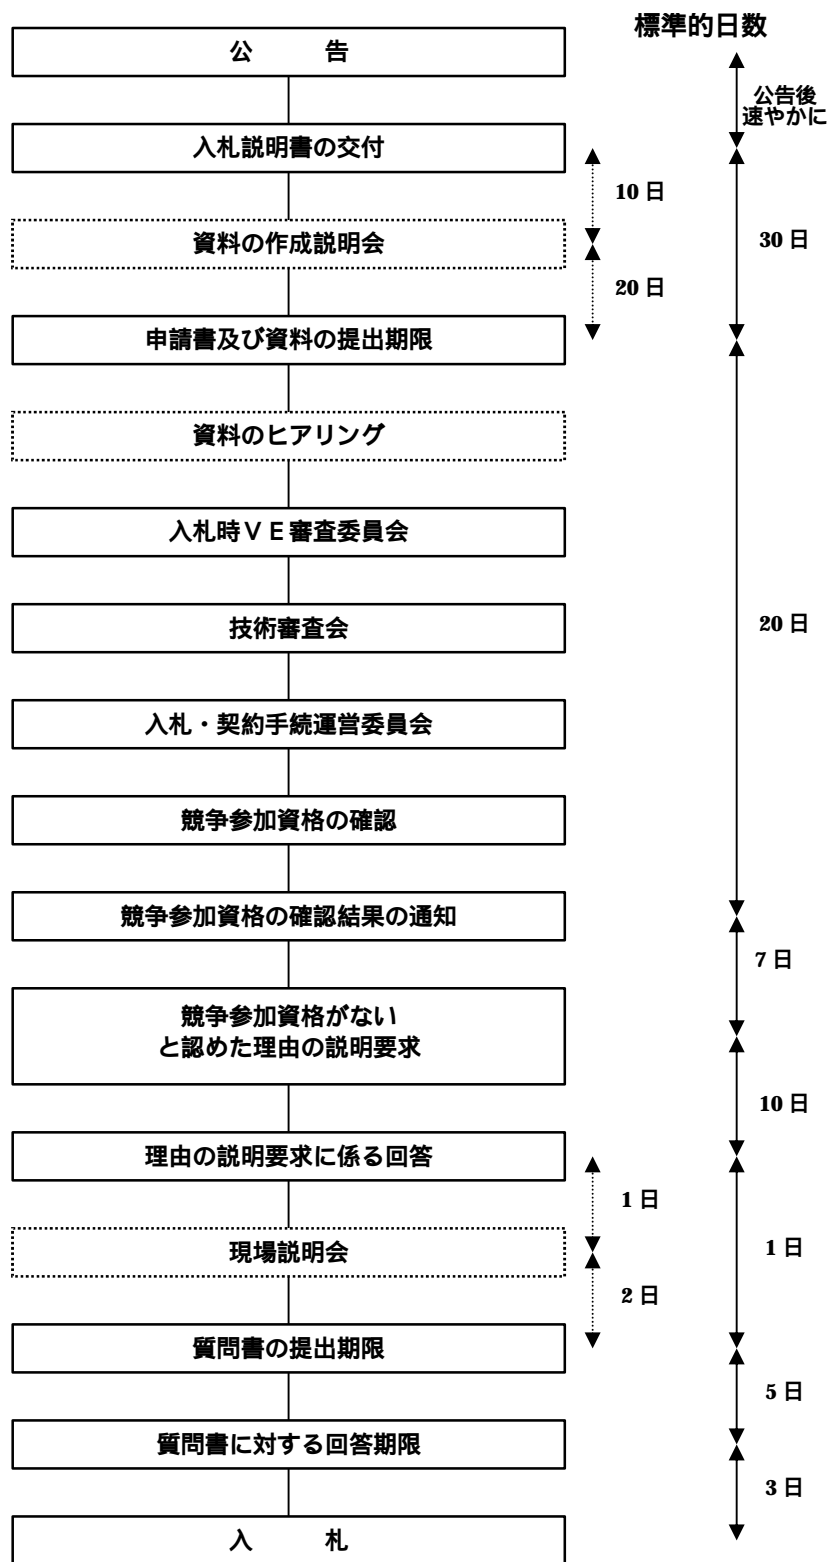 標準的日数
公　　　告
公告後
速やかに
入札説明書の交付
10 日
資料の作成説明会
30 日
20 日
申請書及び資料の提出期限
資料のヒアリング
入札時ＶＥ審査委員会
技術審査会
20 日
入札・契約手続運営委員会
競争参加資格の確認
競争参加資格の確認結果の通知
7 日
競争参加資格がない
と認めた理由の説明要求
10 日
理由の説明要求に係る回答
1 日
現場説明会
1 日
2 日
質問書の提出期限
5 日
質問書に対する回答期限
3 日
入　　　札